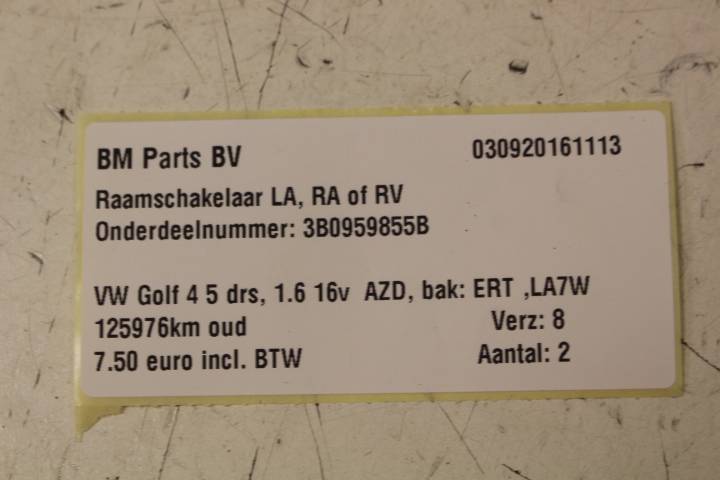 BM Parts BV 030920161113
Raamschakelaar LA, RA of RV
Onderdeelnummer: 3B0959855B
VW Golf 4 5 drs, 1.6 16v AZD, bak: ERT ,LA7W
125976km oud Verz: 8
7.50 euro incl. BTW Aantal: 2